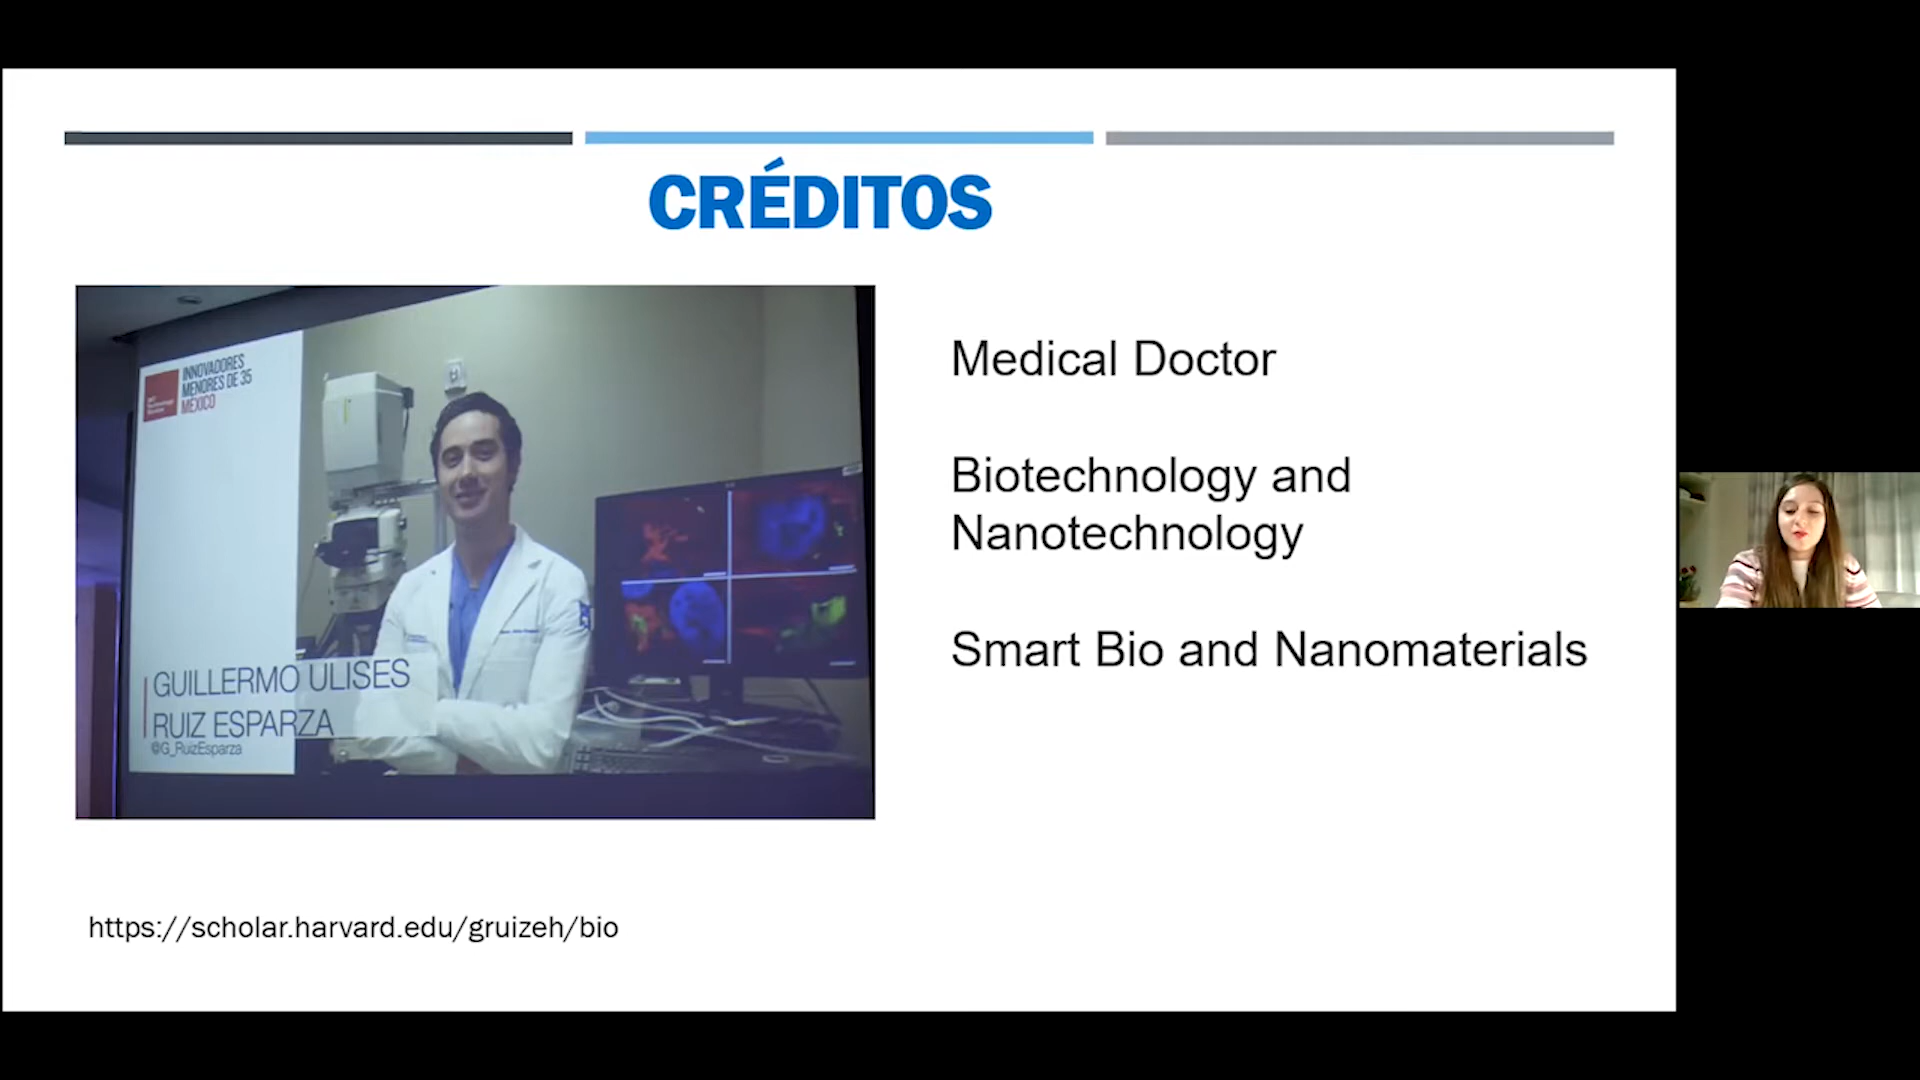 CRÉDITOS
INNOVADORES
MENORES DE 35
MÉXICO
GUILLERMO ULISES
RUIZ ESPARZA
@G_RuizEsparza
Medical Doctor
Biotechnology and
Nanotechnology
Smart Bio and Nanomaterials
https://scholar.harvard.edu/gruizeh/bio